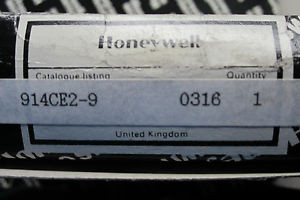 Honeywell
Catalogue listing Quantity
914CE2-9 0316 1
United Kingdom